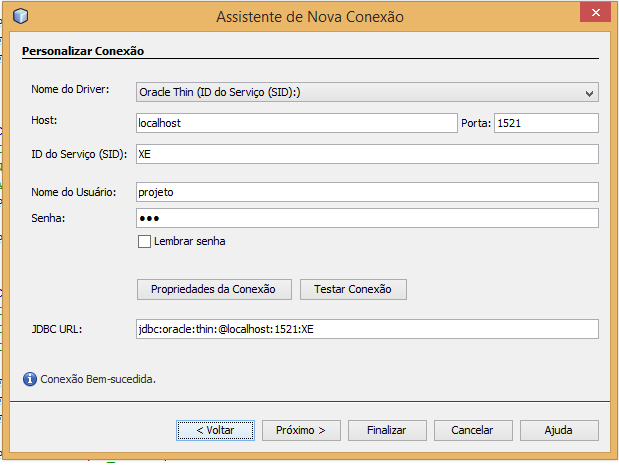 Assistente de Nova Conexão
Personalizar Conexão
Nome do Driver: Oracle Thin (ID do Serviço (SID):)
Host: localhost Porta: 1521
ID do Serviço (SID): XE
Nome do Usuário: projeto
Senha: •••
Lembrar senha
Propriedades da Conexão Testar Conexão
JDBC URL: jdbc:oracle:thin:@localhost:1521:XE
Conexão Bem-sucedida.
< Voltar Próximo > Finalizar Cancelar Ajuda